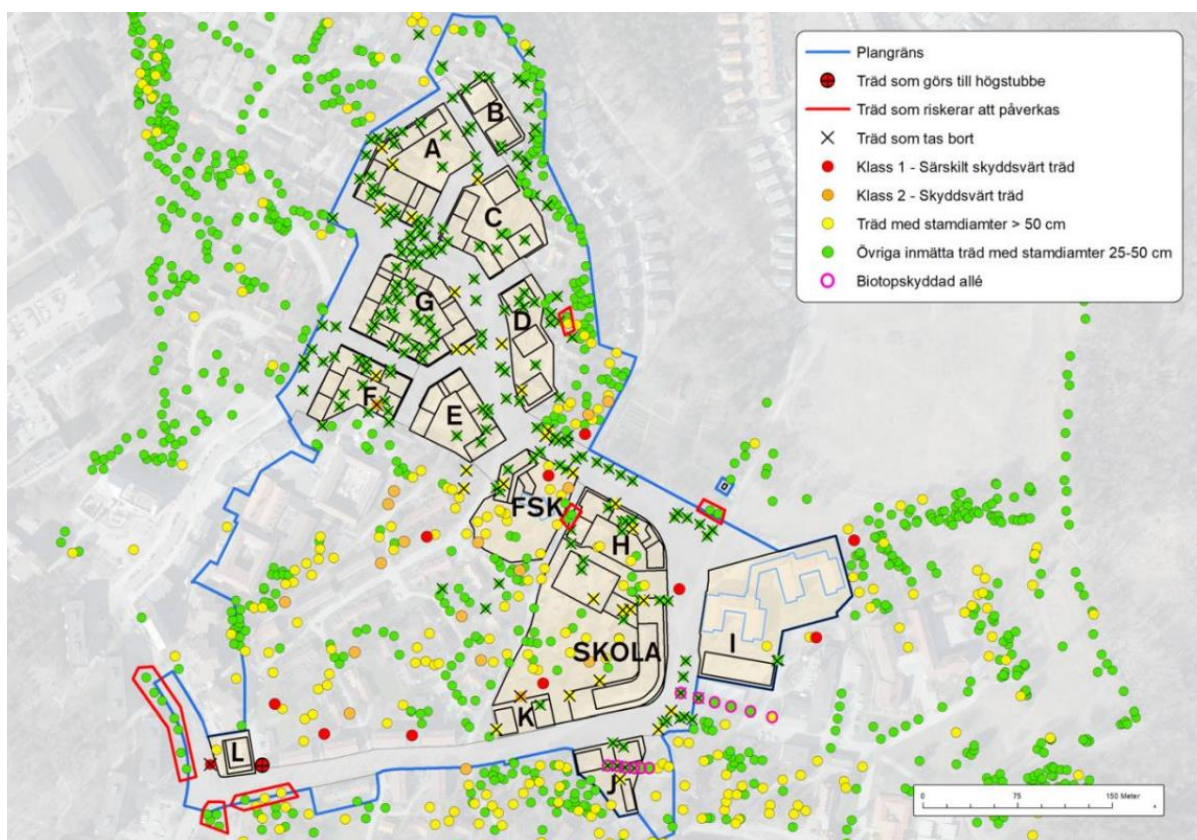 Plangräns
Träd som görs till högstubbe
Träd som riskerar att påverkas
Träd som tas bort
Klass 1 - Särskilt skyddsvärt träd
Klass 2 - Skyddsvärt träd
Träd med stamdiamter > 50 cm
Övriga inmätta träd med stamdiamter 25-50 cm
Biotopskyddad allé
B
A
C
G
D
F
E
FSK
H
SKOLA
I
K
L
J
0 75 150 Meter